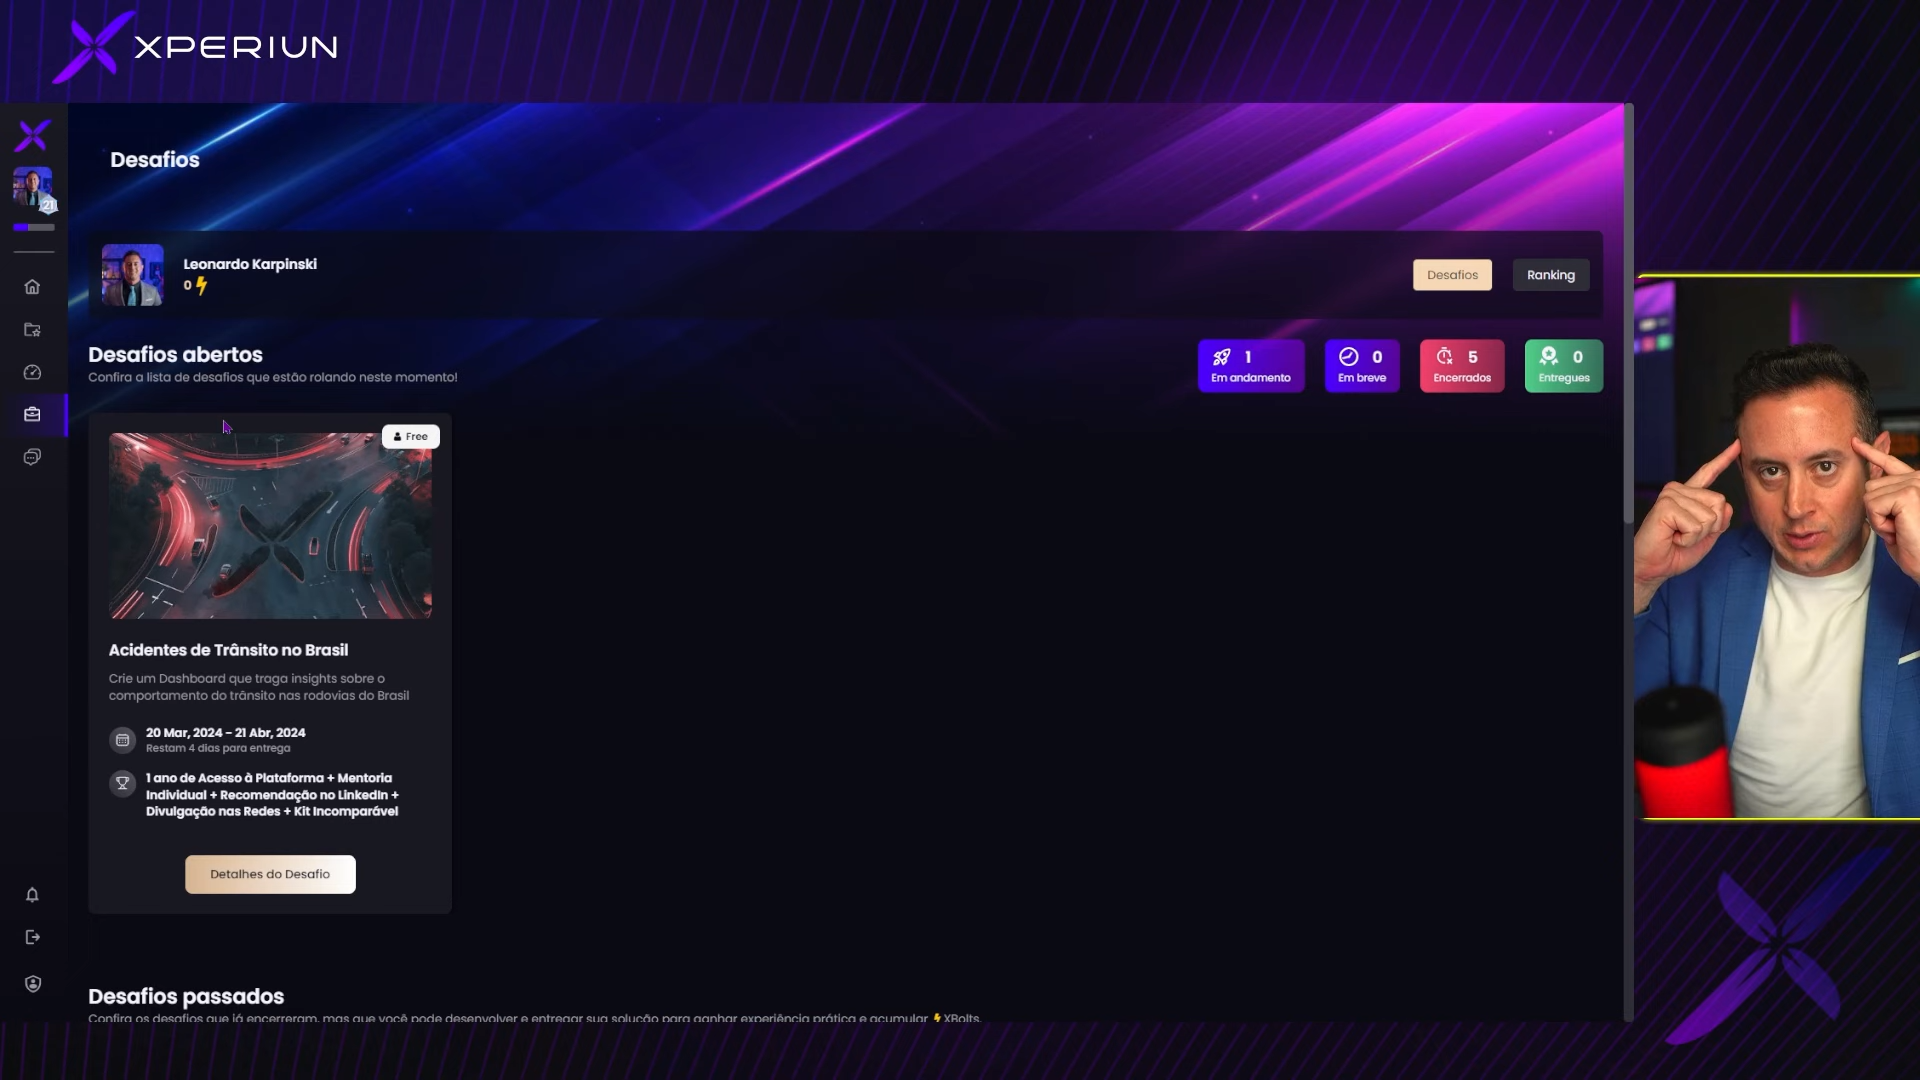 XPERIUN
21
Desafios
Leonardo Karpinski
0
Desafios
Ranking
Desafios abertos
Confira a lista de desafios que estão rolando neste momento!
1
Em andamento
0
Em breve
5
Encerrados
0
Entregues
Free
Acidentes de Trânsito no Brasil
Crie um Dashboard que traga insights sobre o
comportamento do trânsito nas rodovias do Brasil
20 Mar, 2024 - 21 Abr, 2024
Restam 4 dias para entrega
1 ano de Acesso à Plataforma + Mentoria
Individual + Recomendação no LinkedIn +
Divulgação nas Redes + Kit Incomparável
Detalhes do Desafio
Desafios passados
Confira os desafios que já encerreram, mas que você pode desenvolver e entregar sua solução para ganhar experiência prática e acumular XBolts.